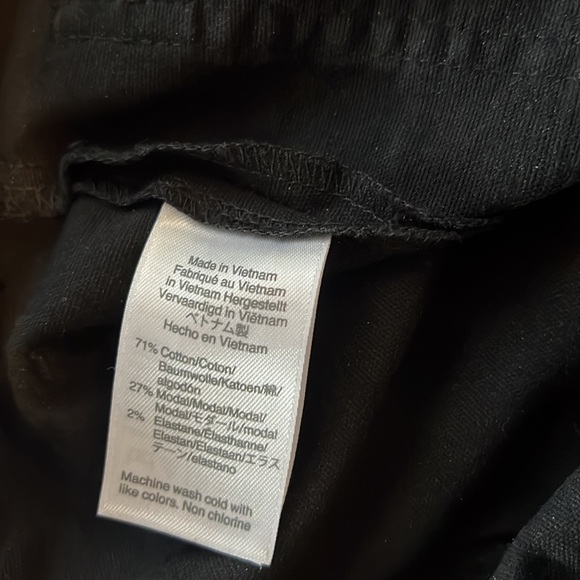 Made in Vietnam
Fabriqué au Vietnam
in Vietnam Hergestellt
Vervaardigd in Viêtnam
ベトナム製
Hecho en Vietnam
71% Cotton/Coton/
Baumwolle/Katoen/綿/
algodón
27% Modal/Modal/Modal/
Modal/モダール/modal
2% Elastane/Élasthanne/
Elastan/Elastaan/エラス
テーン/elastano
Machine wash cold with
like colors. Non chlorine